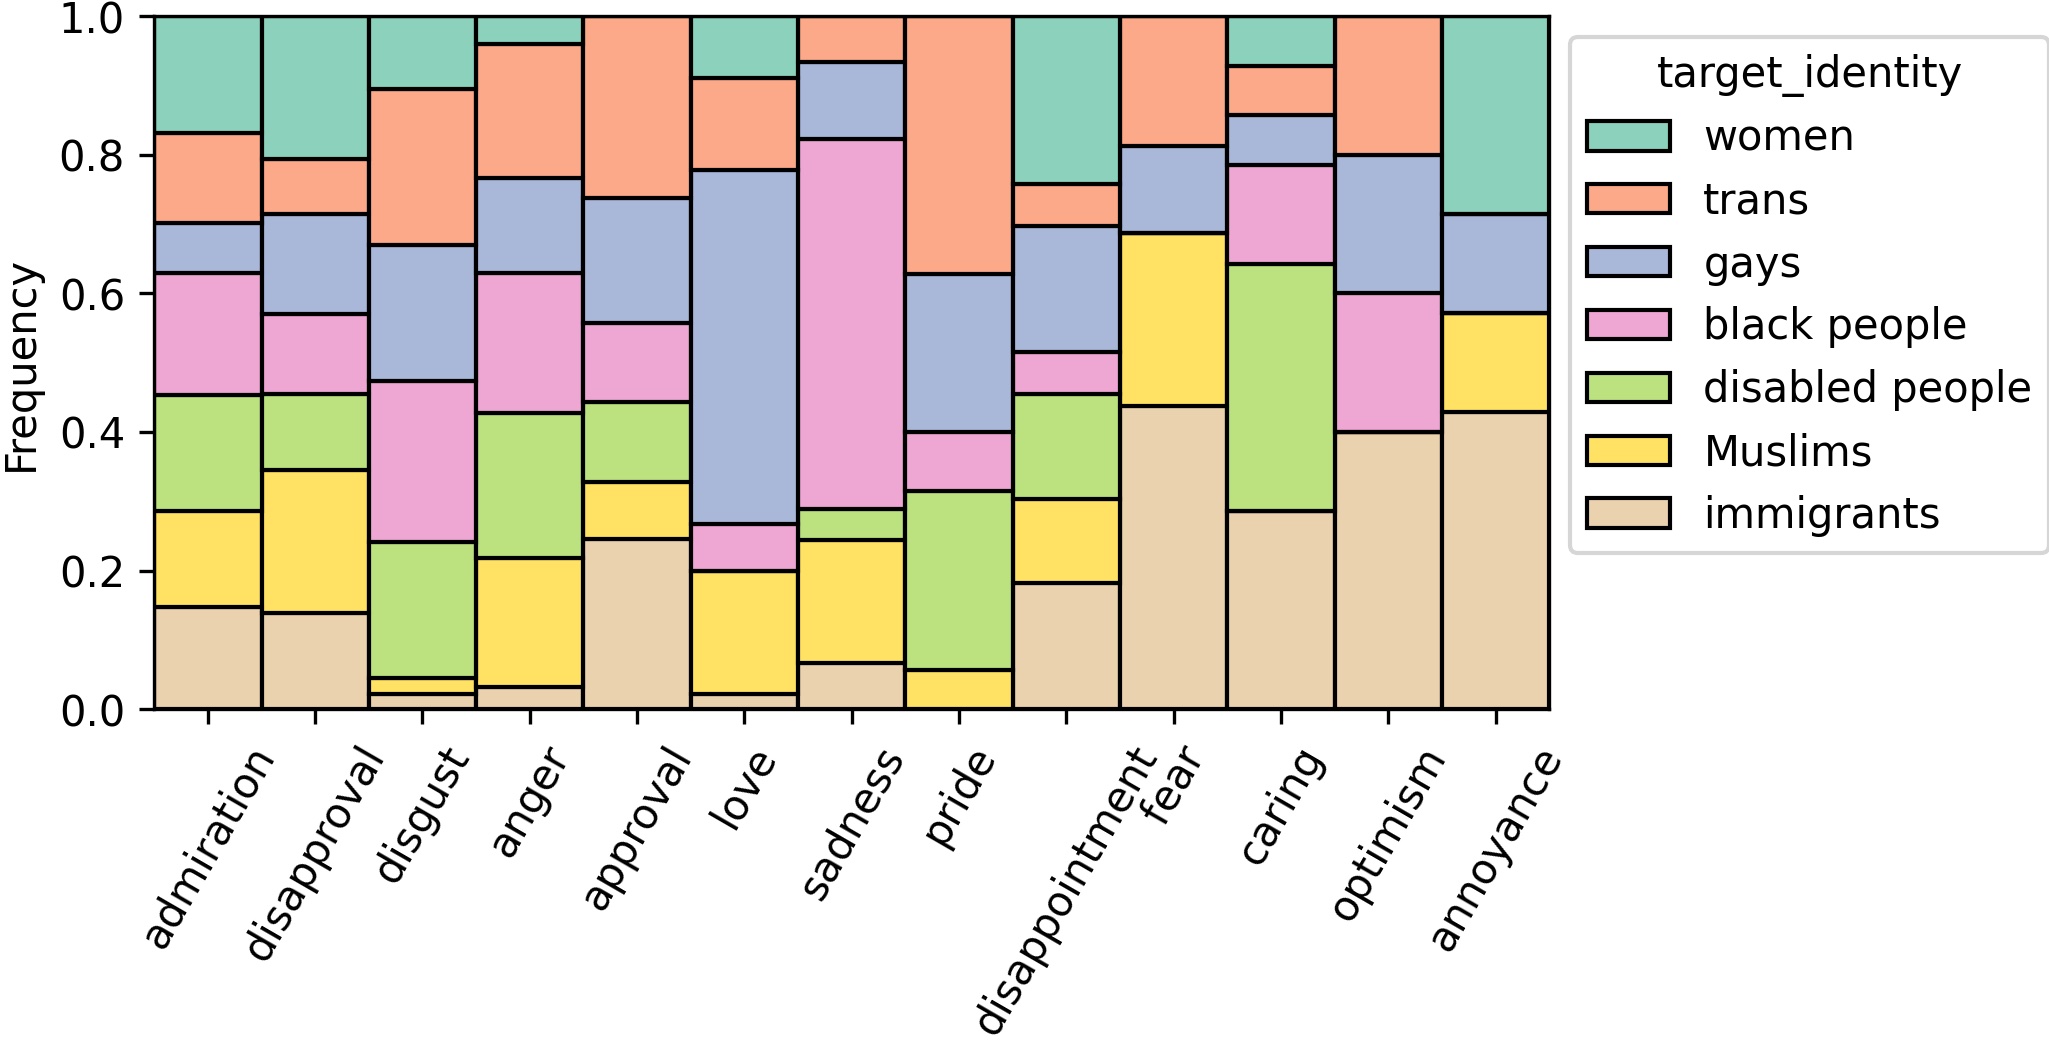 1.0
0.8
0.6
0.4
0.2
0.0
Frequency
admiration
disapproval
disgust
anger
approval
love
sadness
pride
disappointment
fear
caring
optimism
annoyance
target_identity
women
trans
gays
black people
disabled people
Muslims
immigrants